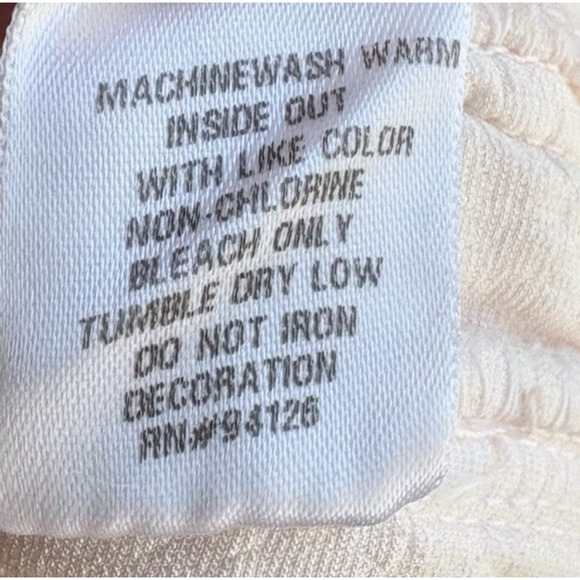 MACHINEWASH WARM
INSIDE OUT
WITH LIKE COLOR
NON-CHLORINE
BLEACH ONLY
TUMBLE DRY LOW
DO NOT IRON
DECORATION
RN#94126